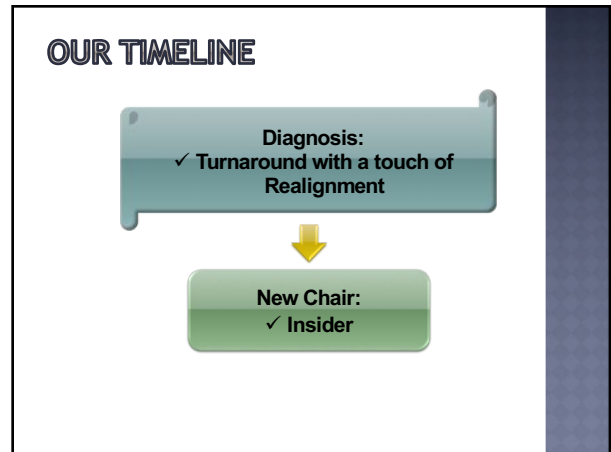 OUR TIMELINE
Diagnosis:
✓ Turnaround with a touch of
Realignment
New Chair:
✓ Insider